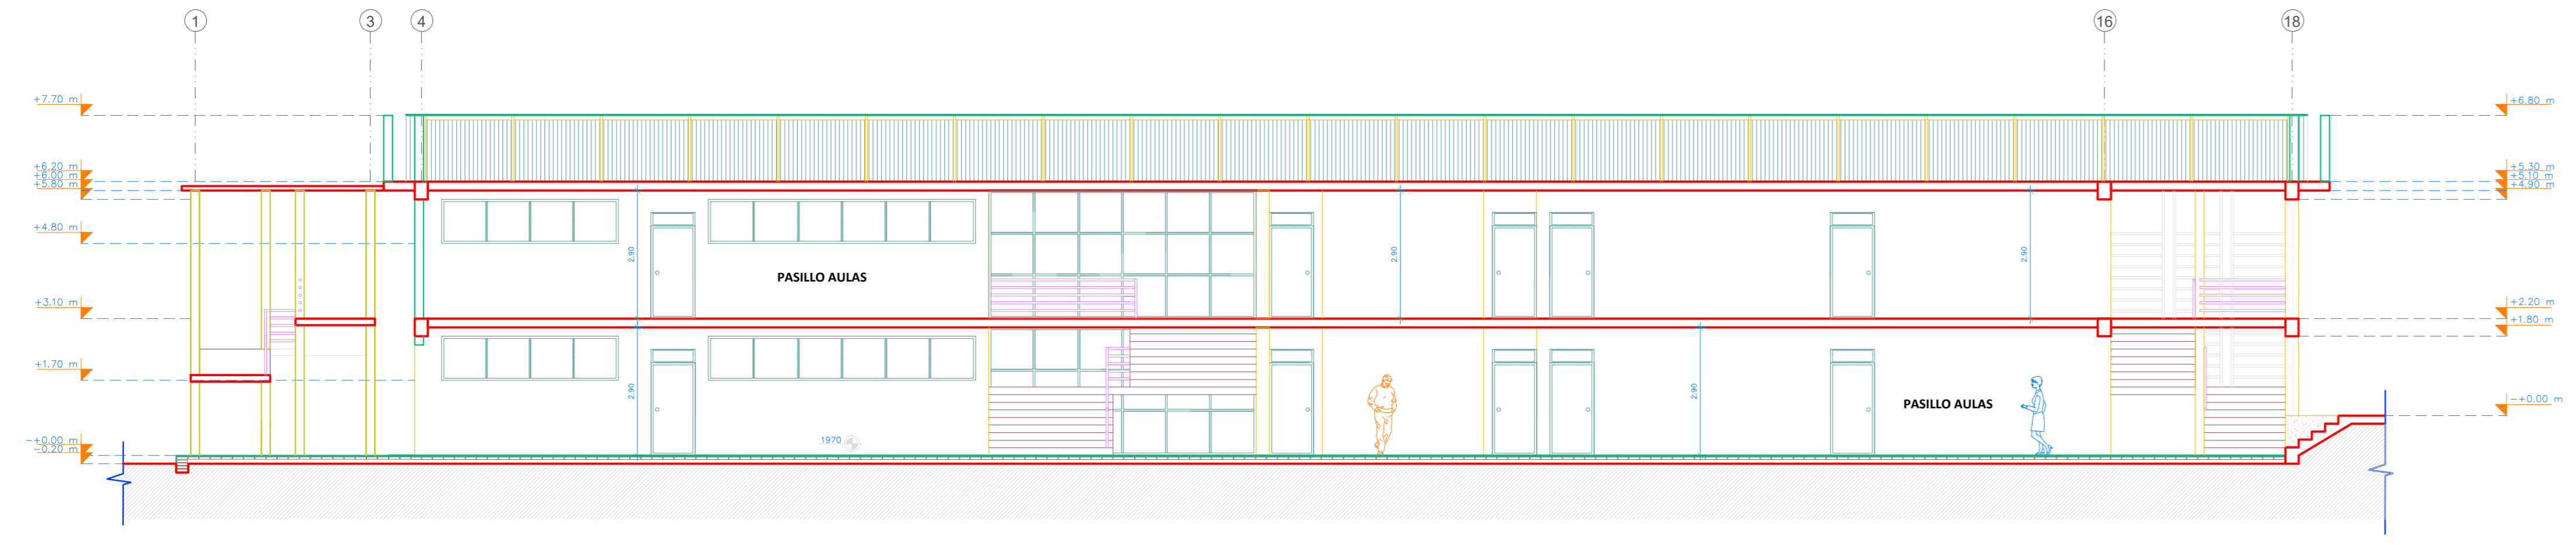 1 3 4 16 18
+7.70 m
+6.80 m
+6.20 m
+6.00 m
+5.80 m
+5.30 m
+5.10 m
+4.90 m
+4.80 m
2.90
2.90
2.90
PASILLO AULAS
+3.10 m
+2.20 m
+1.80 m
+1.70 m
2.90
2.90
PASILLO AULAS
-+0.00 m
1970
-+0.00 m
-0.20 m